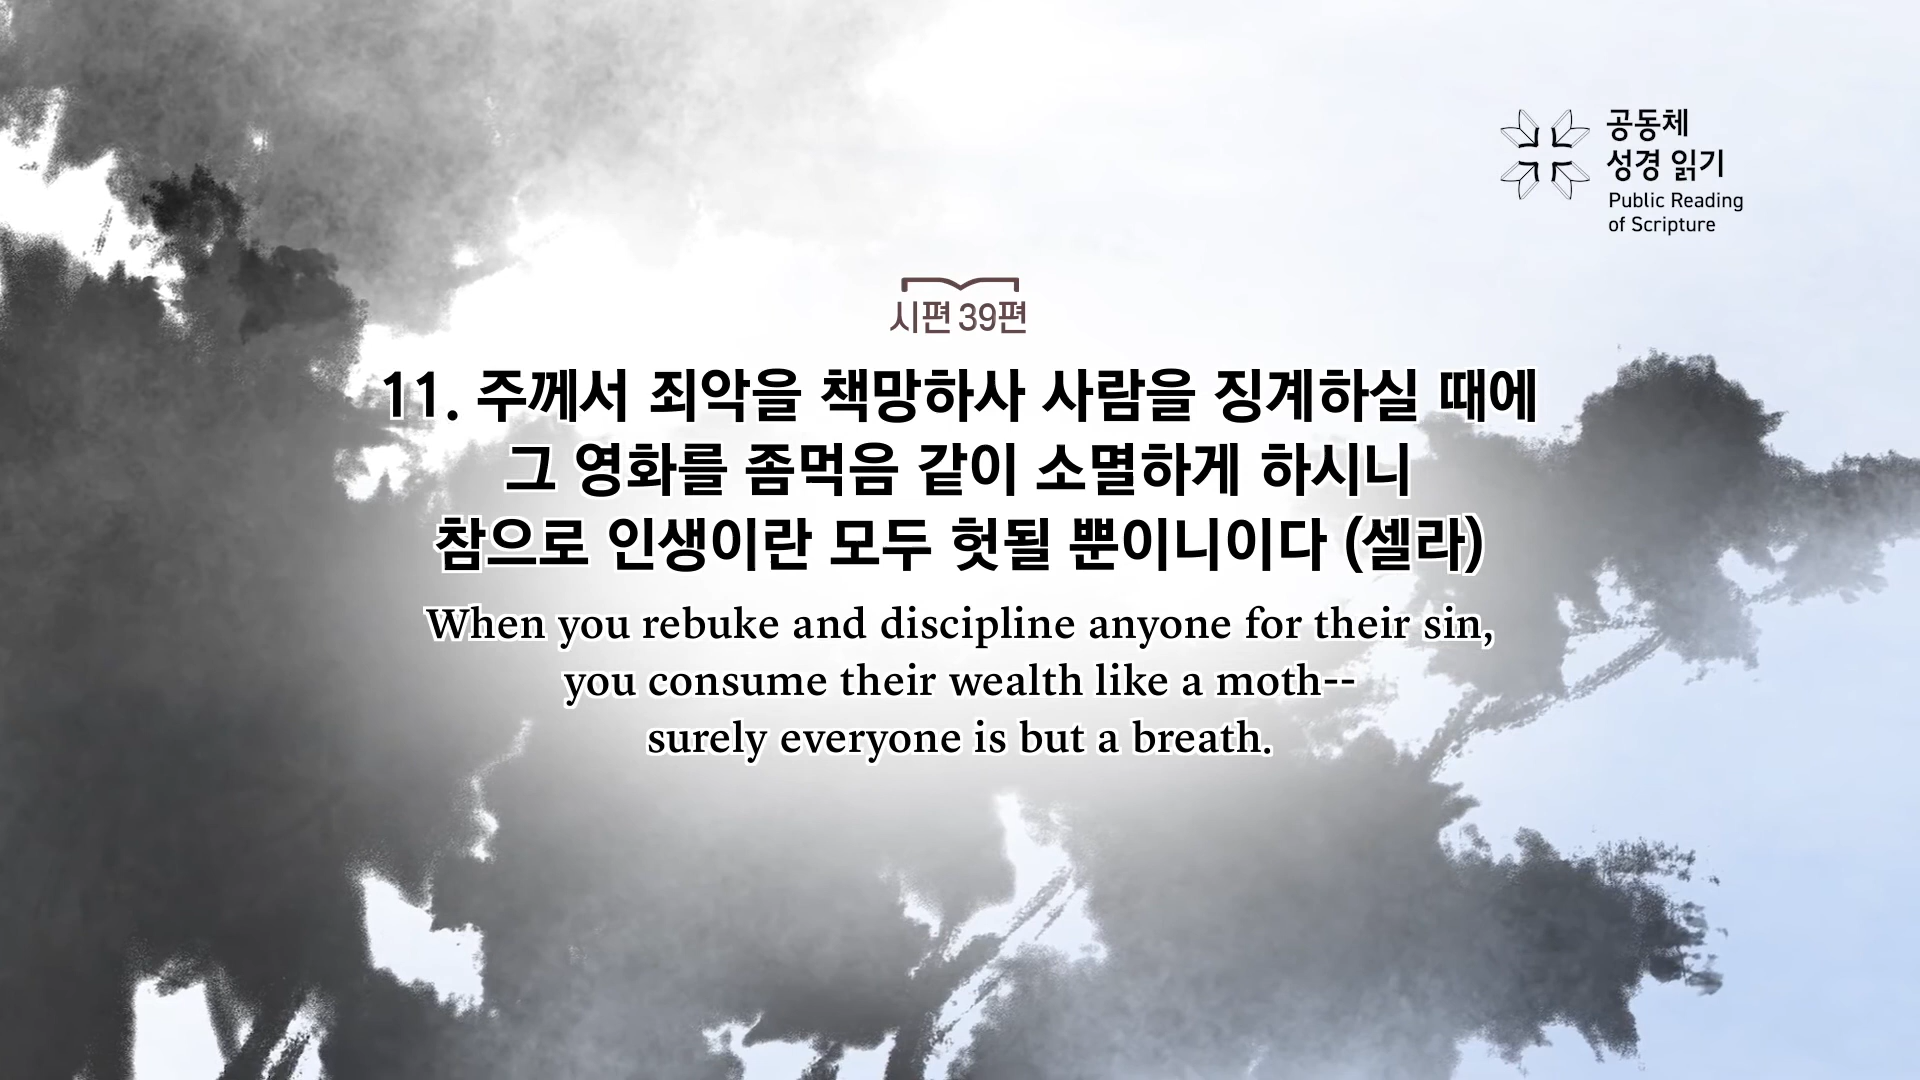 공동체
성경 읽기
Public Reading
of Scripture
시편 39편
11. 주께서 죄악을 책망하사 사람을 징계하실 때에
그 영화를 좀먹음 같이 소멸하게 하시니
참으로 인생이란 모두 헛될 뿐이니이다 (셀라)
When you rebuke and discipline anyone for their sin,
you consume their wealth like a moth--
surely everyone is but a breath.